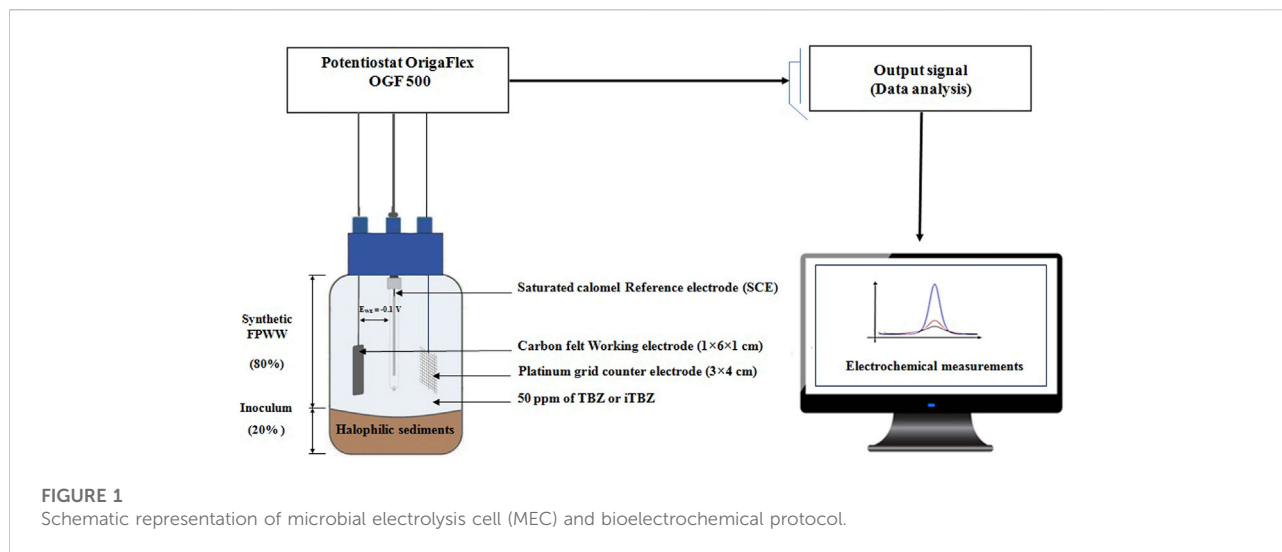 Potentiostat OrigaFlex
OGF 500
Output signal
(Data analysis)
Synthetic
FPWW
(80%)
Inoculum
(20%)
E_WE = -0.1 V
Saturated calomel Reference electrode (SCE)
Carbon felt Working electrode (1×6×1 cm)
Platinum grid counter electrode (3×4 cm)
50 ppm of TBZ or iTBZ
Halophilic sediments
Electrochemical measurements
FIGURE 1
Schematic representation of microbial electrolysis cell (MEC) and bioelectrochemical protocol.